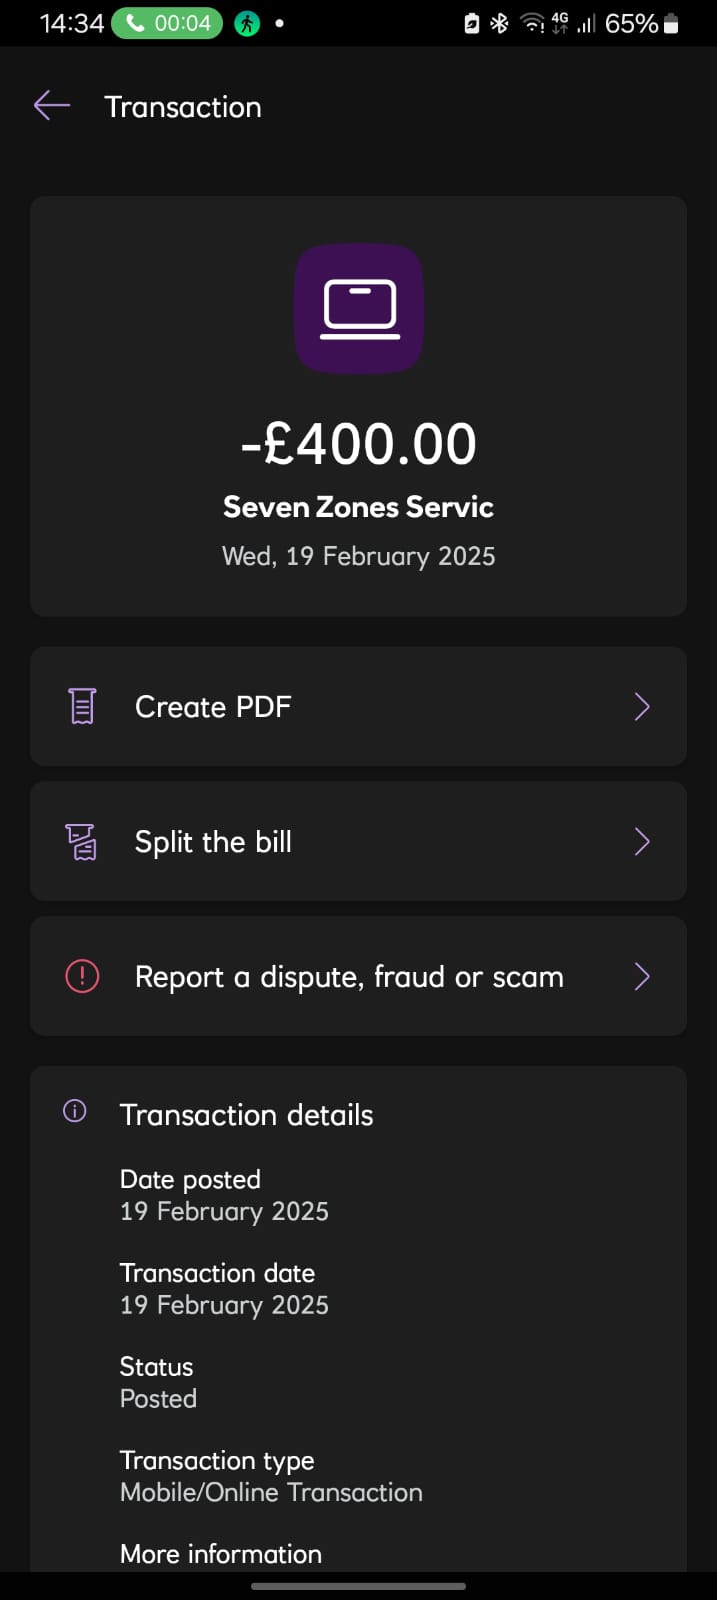 14:34 00:04 4G 65%
Transaction
-£400.00
Seven Zones Servic
Wed, 19 February 2025
Create PDF
Split the bill
Report a dispute, fraud or scam
Transaction details
Date posted
19 February 2025
Transaction date
19 February 2025
Status
Posted
Transaction type
Mobile/Online Transaction
More information